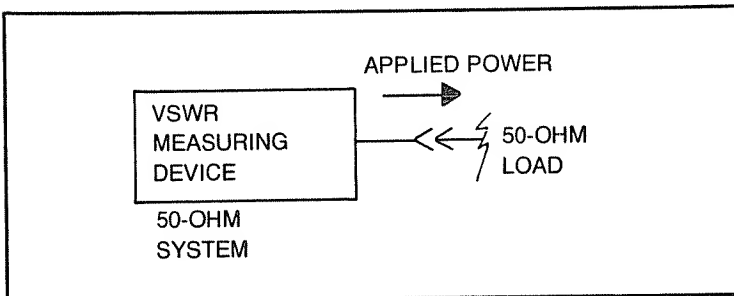 APPLIED POWER
VSWR
MEASURING
DEVICE
50-OHM
LOAD
50-OHM
SYSTEM